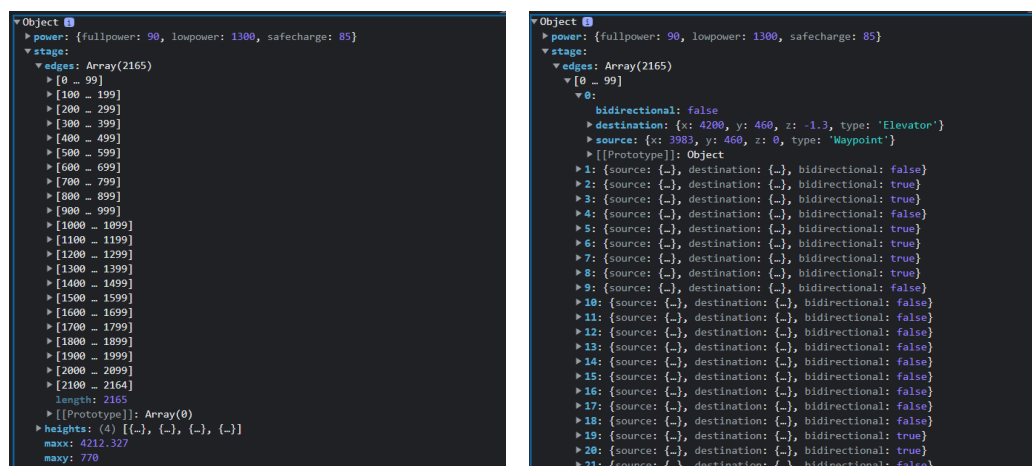 ▼Object i
▶power: {fullpower: 90, lowpower: 1300, safecharge: 85}
▼stage:
▼edges: Array(2165)
▶[0 … 99]
▶[100 … 199]
▶[200 … 299]
▶[300 … 399]
▶[400 … 499]
▶[500 … 599]
▶[600 … 699]
▶[700 … 799]
▶[800 … 899]
▶[900 … 999]
▶[1000 … 1099]
▶[1100 … 1199]
▶[1200 … 1299]
▶[1300 … 1399]
▶[1400 … 1499]
▶[1500 … 1599]
▶[1600 … 1699]
▶[1700 … 1799]
▶[1800 … 1899]
▶[1900 … 1999]
▶[2000 … 2099]
▶[2100 … 2164]
length: 2165
▶[[Prototype]]: Array(0)
▶heights: (4) [{…}, {…}, {…}, {…}]
maxx: 4212.327
maxy: 770
▼Object i
▶power: {fullpower: 90, lowpower: 1300, safecharge: 85}
▼stage:
▼edges: Array(2165)
▼[0 … 99]
▼0:
bidirectional: false
▶destination: {x: 4200, y: 460, z: -1.3, type: 'Elevator'}
▶source: {x: 3983, y: 460, z: 0, type: 'Waypoint'}
▶[[Prototype]]: Object
▶1: {source: {…}, destination: {…}, bidirectional: false}
▶2: {source: {…}, destination: {…}, bidirectional: true}
▶3: {source: {…}, destination: {…}, bidirectional: true}
▶4: {source: {…}, destination: {…}, bidirectional: false}
▶5: {source: {…}, destination: {…}, bidirectional: true}
▶6: {source: {…}, destination: {…}, bidirectional: true}
▶7: {source: {…}, destination: {…}, bidirectional: true}
▶8: {source: {…}, destination: {…}, bidirectional: true}
▶9: {source: {…}, destination: {…}, bidirectional: false}
▶10: {source: {…}, destination: {…}, bidirectional: false}
▶11: {source: {…}, destination: {…}, bidirectional: false}
▶12: {source: {…}, destination: {…}, bidirectional: false}
▶13: {source: {…}, destination: {…}, bidirectional: false}
▶14: {source: {…}, destination: {…}, bidirectional: false}
▶15: {source: {…}, destination: {…}, bidirectional: false}
▶16: {source: {…}, destination: {…}, bidirectional: false}
▶17: {source: {…}, destination: {…}, bidirectional: false}
▶18: {source: {…}, destination: {…}, bidirectional: false}
▶19: {source: {…}, destination: {…}, bidirectional: true}
▶20: {source: {…}, destination: {…}, bidirectional: true}
▶21: {source: {…}, destination: {…}, bidirectional: false}